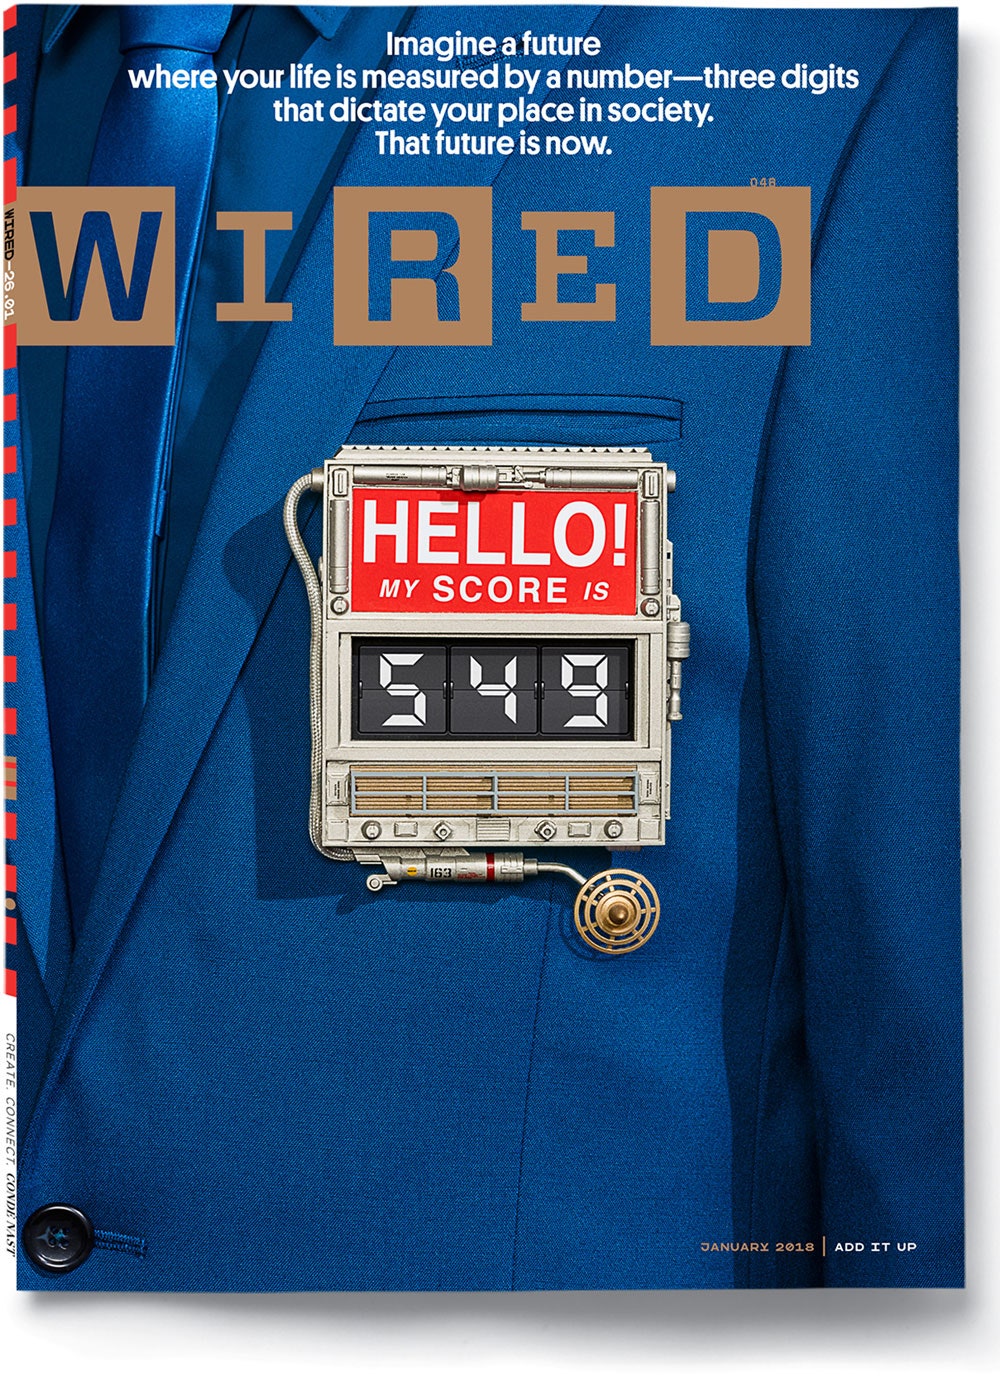 Imagine a future
where your life is measured by a number—three digits
that dictate your place in society.
That future is now.
WIRED
WIRED—26.01
HELLO!
MY SCORE IS
549
163
CREATE. CONNECT. CONDÉ NAST
JANUARY 2018 | ADD IT UP